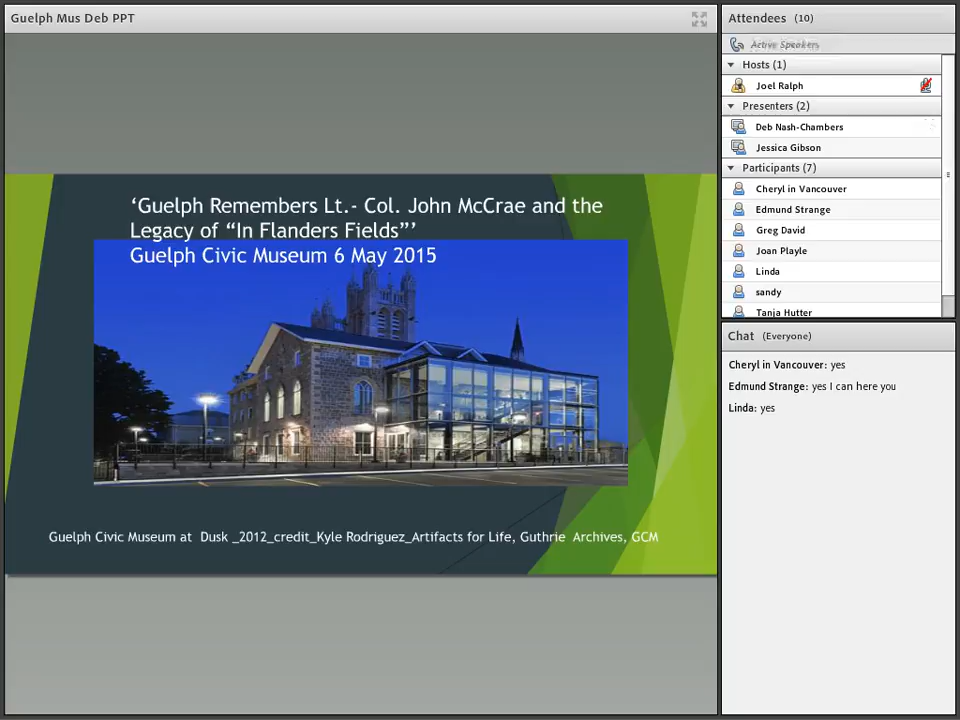 Guelph Mus Deb PPT
‘Guelph Remembers Lt.- Col. John McCrae and the
Legacy of “In Flanders Fields”’
Guelph Civic Museum 6 May 2015
Guelph Civic Museum at Dusk _2012_credit_Kyle Rodriguez_Artifacts for Life, Guthrie Archives, GCM
Attendees (10)
Active Speakers
Hosts (1)
Joel Ralph
Presenters (2)
Deb Nash-Chambers
Jessica Gibson
Participants (7)
Cheryl in Vancouver
Edmund Strange
Greg David
Joan Playle
Linda
sandy
Tanja Hutter
Chat (Everyone)
Cheryl in Vancouver: yes
Edmund Strange: yes I can here you
Linda: yes